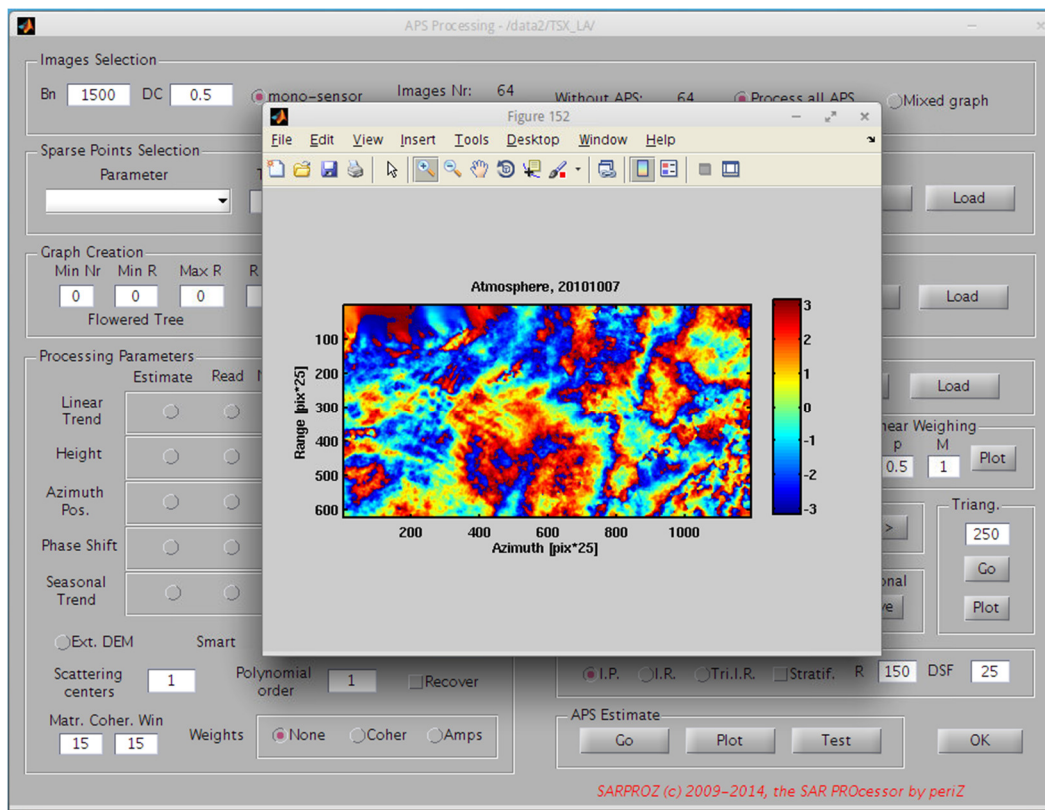 APS Processing - /data2/TSX_LA/
Images Selection
Bn 1500 DC 0.5 mono-sensor Images Nr: 64 Without APS: 64 Process all APS Mixed graph
Figure 152
File Edit View Insert Tools Desktop Window Help
Sparse Points Selection
Parameter
Load
Graph Creation
Min Nr Min R Max R R
0 0 0
Load
Flowered Tree
Atmosphere, 20101007
Range [pix*25]
100
200
300
400
500
600
200 400 600 800 1000
Azimuth [pix*25]
3
2
1
0
-1
-2
-3
Processing Parameters
Estimate Read
Load
Linear Trend
Height
Azimuth Pos.
Phase Shift
Seasonal Trend
Weighing
p M
0.5 1 Plot
Triang.
> 250
Go
Plot
Ext. DEM Smart
Scattering centers 1 Polynomial order 1 Recover
I.P. I.R. Tri.I.R. Stratif. R 150 DSF 25
Matr. Coher. Win
15 15 Weights None Coher Amps
APS Estimate
Go Plot Test OK
SARPROZ (c) 2009-2014, the SAR PROcessor by periZ